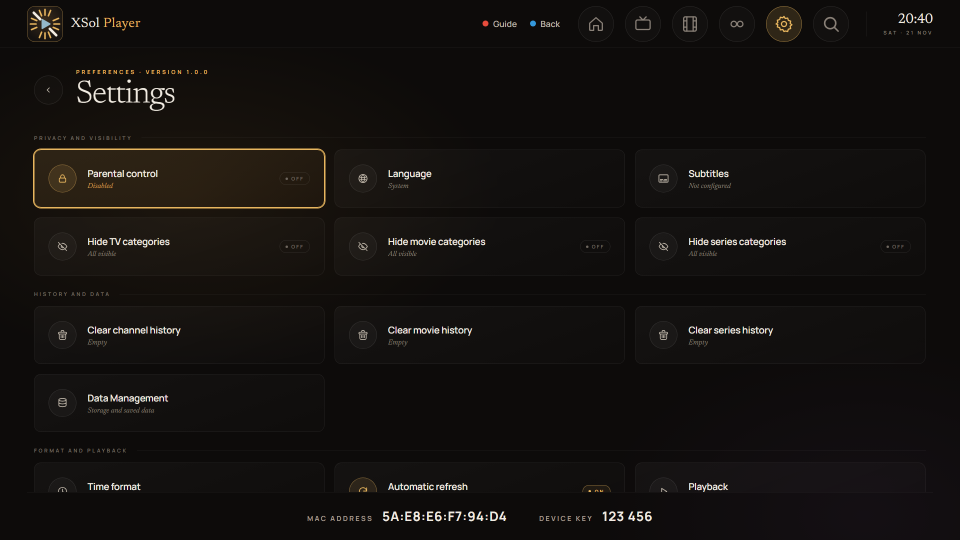 XSol Player
Guide
Back
20:40
SAT · 21 NOV
PREFERENCES · VERSION 1.0.0
Settings
PRIVACY AND VISIBILITY
Parental control
Disabled
OFF
Language
System
Subtitles
Not configured
Hide TV categories
All visible
OFF
Hide movie categories
All visible
OFF
Hide series categories
All visible
OFF
HISTORY AND DATA
Clear channel history
Empty
Clear movie history
Empty
Clear series history
Empty
Data Management
Storage and saved data
FORMAT AND PLAYBACK
Time format
Automatic refresh
ON
Playback
MAC ADDRESS 5A:E8:E6:F7:94:D4
DEVICE KEY 123 456